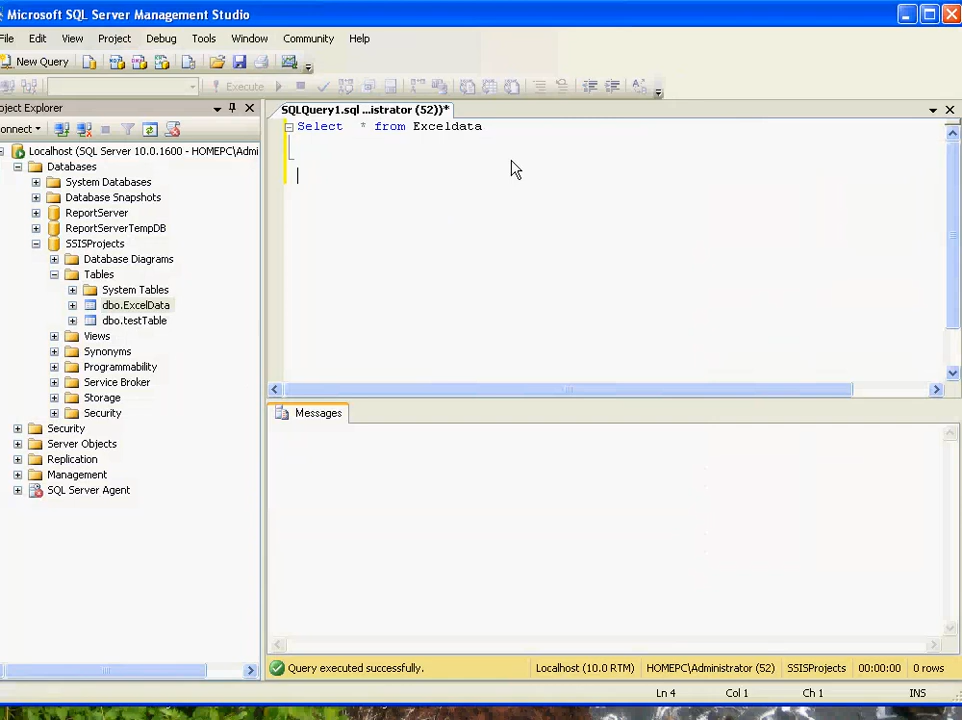 Microsoft SQL Server Management Studio
File Edit View Project Debug Tools Window Community Help
New Query
Execute
oject Explorer
SQLQuery1.sql ...istrator (52))*
onnect
Select * from Exceldata
Localhost (SQL Server 10.0.1600 - HOMEPC\Admi
Databases
System Databases
Database Snapshots
ReportServer
ReportServerTempDB
SSISProjects
Database Diagrams
Tables
System Tables
dbo.ExcelData
dbo.testTable
Views
Synonyms
Programmability
Service Broker
Storage
Security
Security
Server Objects
Replication
Management
SQL Server Agent
Messages
Query executed successfully. Localhost (10.0 RTM) HOMEPC\Administrator (52) SSISProjects 00:00:00 0 rows
Ln 4 Col 1 Ch 1 INS